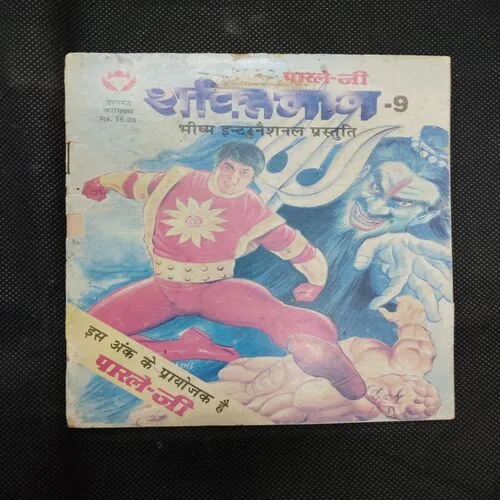 पारले-जी
शक्तिमान -9
भीष्म इन्टरनैशनल प्रस्तुति
डायमंड
कॉमिक्स
Rs. 15.00
इस अंक के प्रायोजक है
पारले-जी